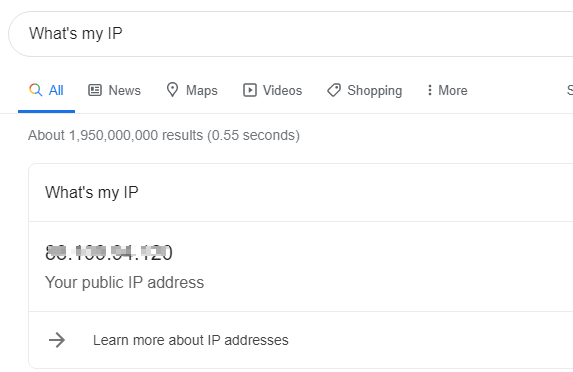 What's my IP
All News Maps Videos Shopping More S
About 1,950,000,000 results (0.55 seconds)
What's my IP
Your public IP address
Learn more about IP addresses